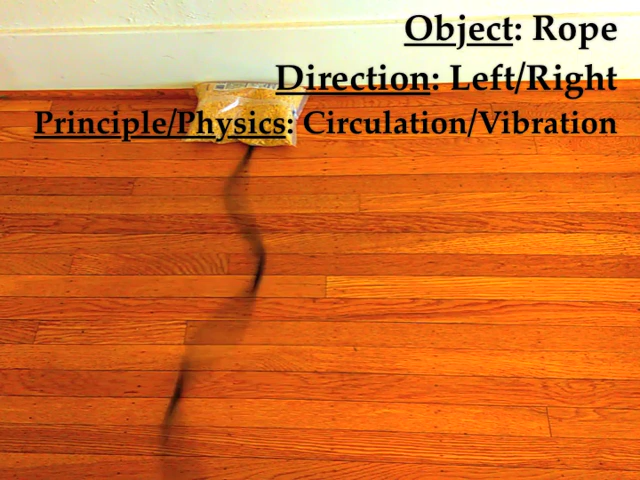 Object: Rope
Direction: Left/Right
Principle/Physics: Circulation/Vibration